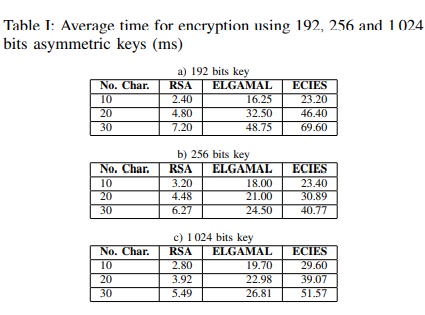 Table I: Average time for encryption using 192, 256 and 1 024
bits asymmetric keys (ms)
a) 192 bits key
No. Char. RSA ELGAMAL ECIES
10 2.40 16.25 23.20
20 4.80 32.50 46.40
30 7.20 48.75 69.60
b) 256 bits key
No. Char. RSA ELGAMAL ECIES
10 3.20 18.00 23.40
20 4.48 21.00 30.89
30 6.27 24.50 40.77
c) 1 024 bits key
No. Char. RSA ELGAMAL ECIES
10 2.80 19.70 29.60
20 3.92 22.98 39.07
30 5.49 26.81 51.57